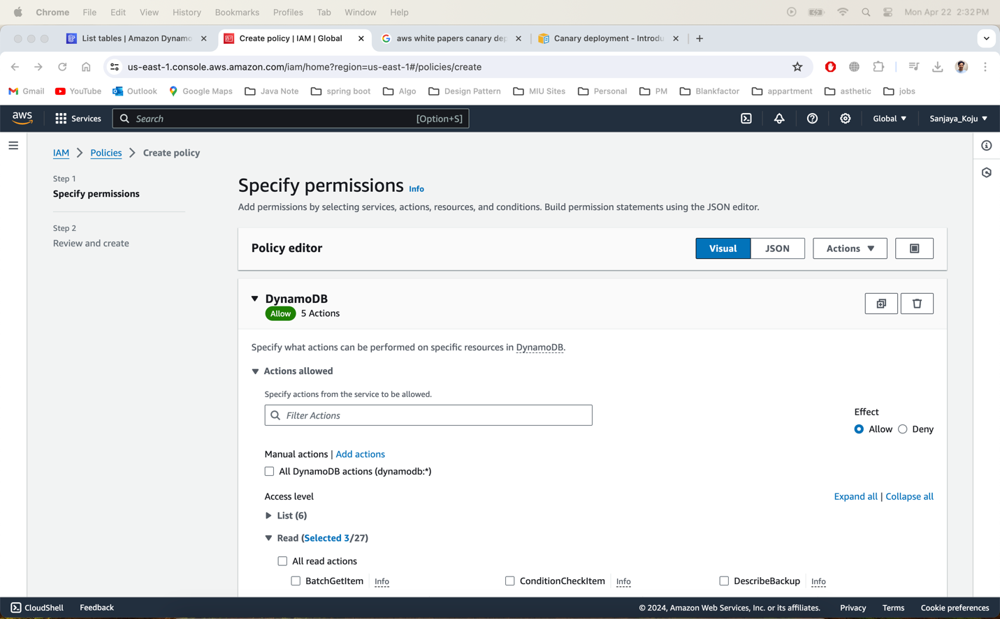 Chrome File Edit View History Bookmarks Profiles Tab Window Help Mon Apr 22 2:32 PM
List tables | Amazon Dynamo Create policy | IAM | Global aws white papers canary dep Canary deployment - Introdu
us-east-1.console.aws.amazon.com/iam/home?region=us-east-1#/policies/create
Gmail YouTube Outlook Google Maps Java Note spring boot Algo Design Pattern MIU Sites Personal PM Blankfactor appartment asthetic jobs
aws Services Search [Option+S] Global Sanjaya_Koju
IAM Policies Create policy
Step 1
Specify permissions
Step 2
Review and create
Specify permissions Info
Add permissions by selecting services, actions, resources, and conditions. Build permission statements using the JSON editor.
Policy editor Visual JSON Actions
DynamoDB
Allow 5 Actions
Specify what actions can be performed on specific resources in DynamoDB.
Actions allowed
Specify actions from the service to be allowed.
Filter Actions
Effect
Allow Deny
Manual actions | Add actions
All DynamoDB actions (dynamodb:*)
Access level Expand all | Collapse all
List (6)
Read (Selected 3/27)
All read actions
BatchGetItem Info ConditionCheckItem Info DescribeBackup Info
CloudShell Feedback © 2024, Amazon Web Services, Inc. or its affiliates. Privacy Terms Cookie preferences